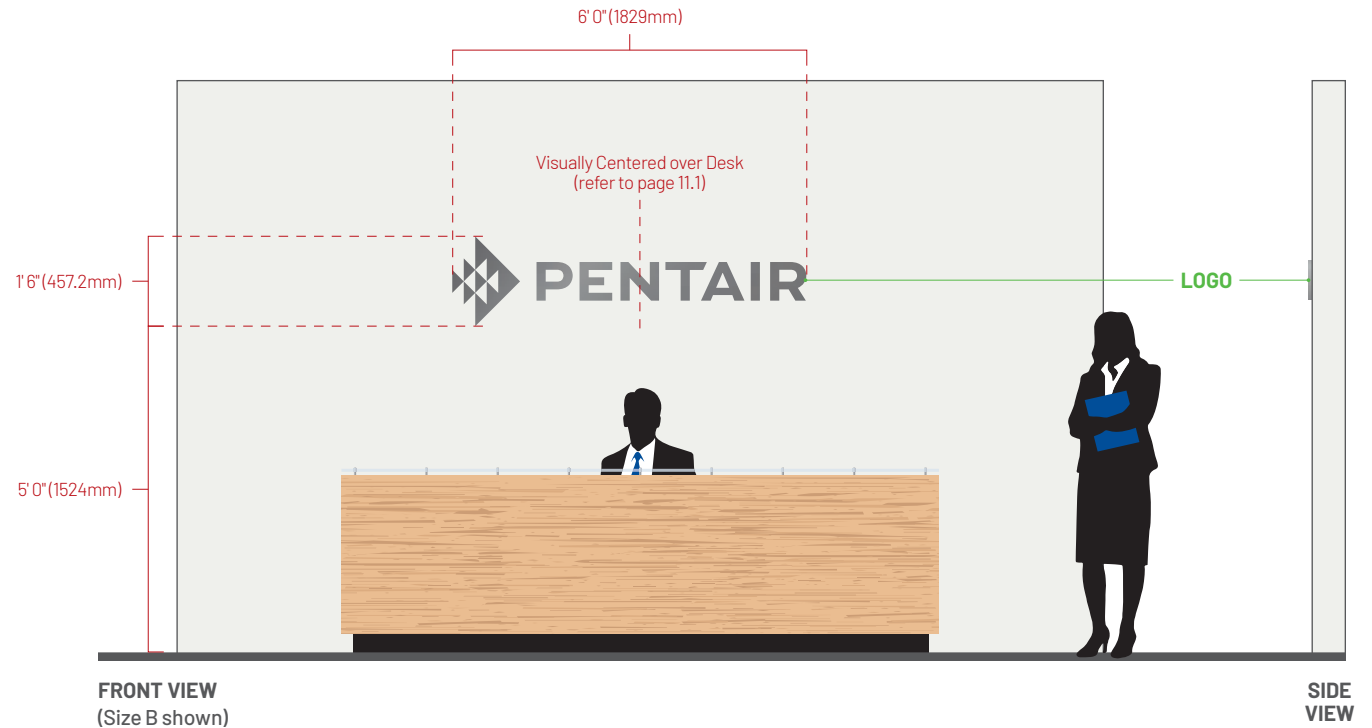 6' 0" (1829mm)
Visually Centered over Desk
(refer to page 11.1)
1' 6" (457.2mm)
PENTAIR
LOGO
5' 0" (1524mm)
FRONT VIEW
(Size B shown)
SIDE
VIEW